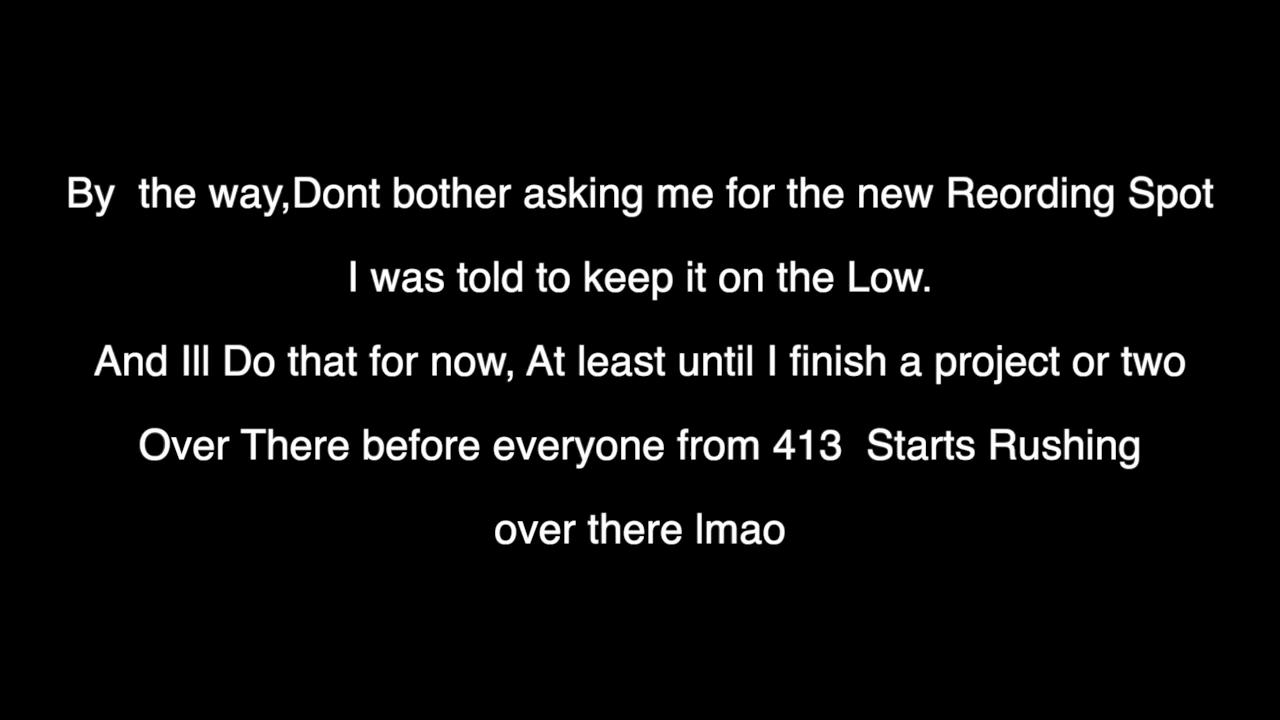 By  the way,Dont bother asking me for the new Reording Spot
I was told to keep it on the Low.
And Ill Do that for now, At least until I finish a project or two
Over There before everyone from 413  Starts Rushing
over there lmao